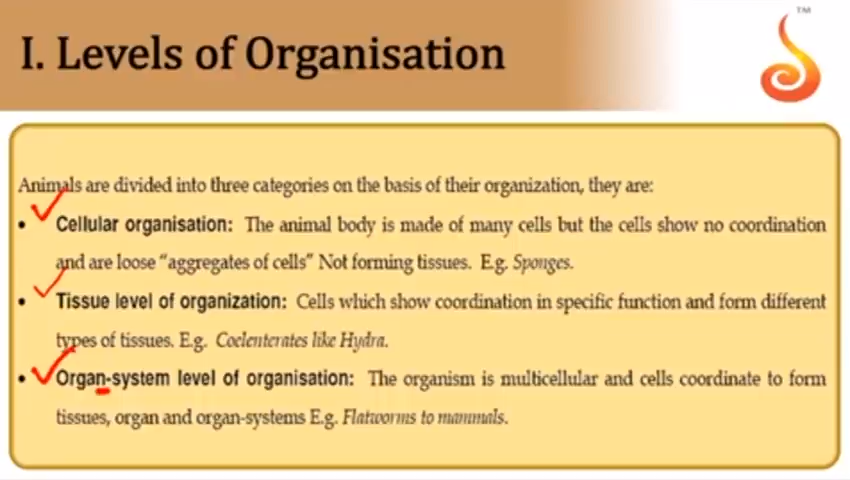 TM
I. Levels of Organisation
Animals are divided into three categories on the basis of their organization, they are:
• Cellular organisation: The animal body is made of many cells but the cells show no coordination
and are loose “aggregates of cells” Not forming tissues. E.g. Sponges.
• Tissue level of organization: Cells which show coordination in specific function and form different
types of tissues. E.g. Coelenterates like Hydra.
• Organ-system level of organisation: The organism is multicellular and cells coordinate to form
tissues, organ and organ-systems E.g. Flatworms to mammals.